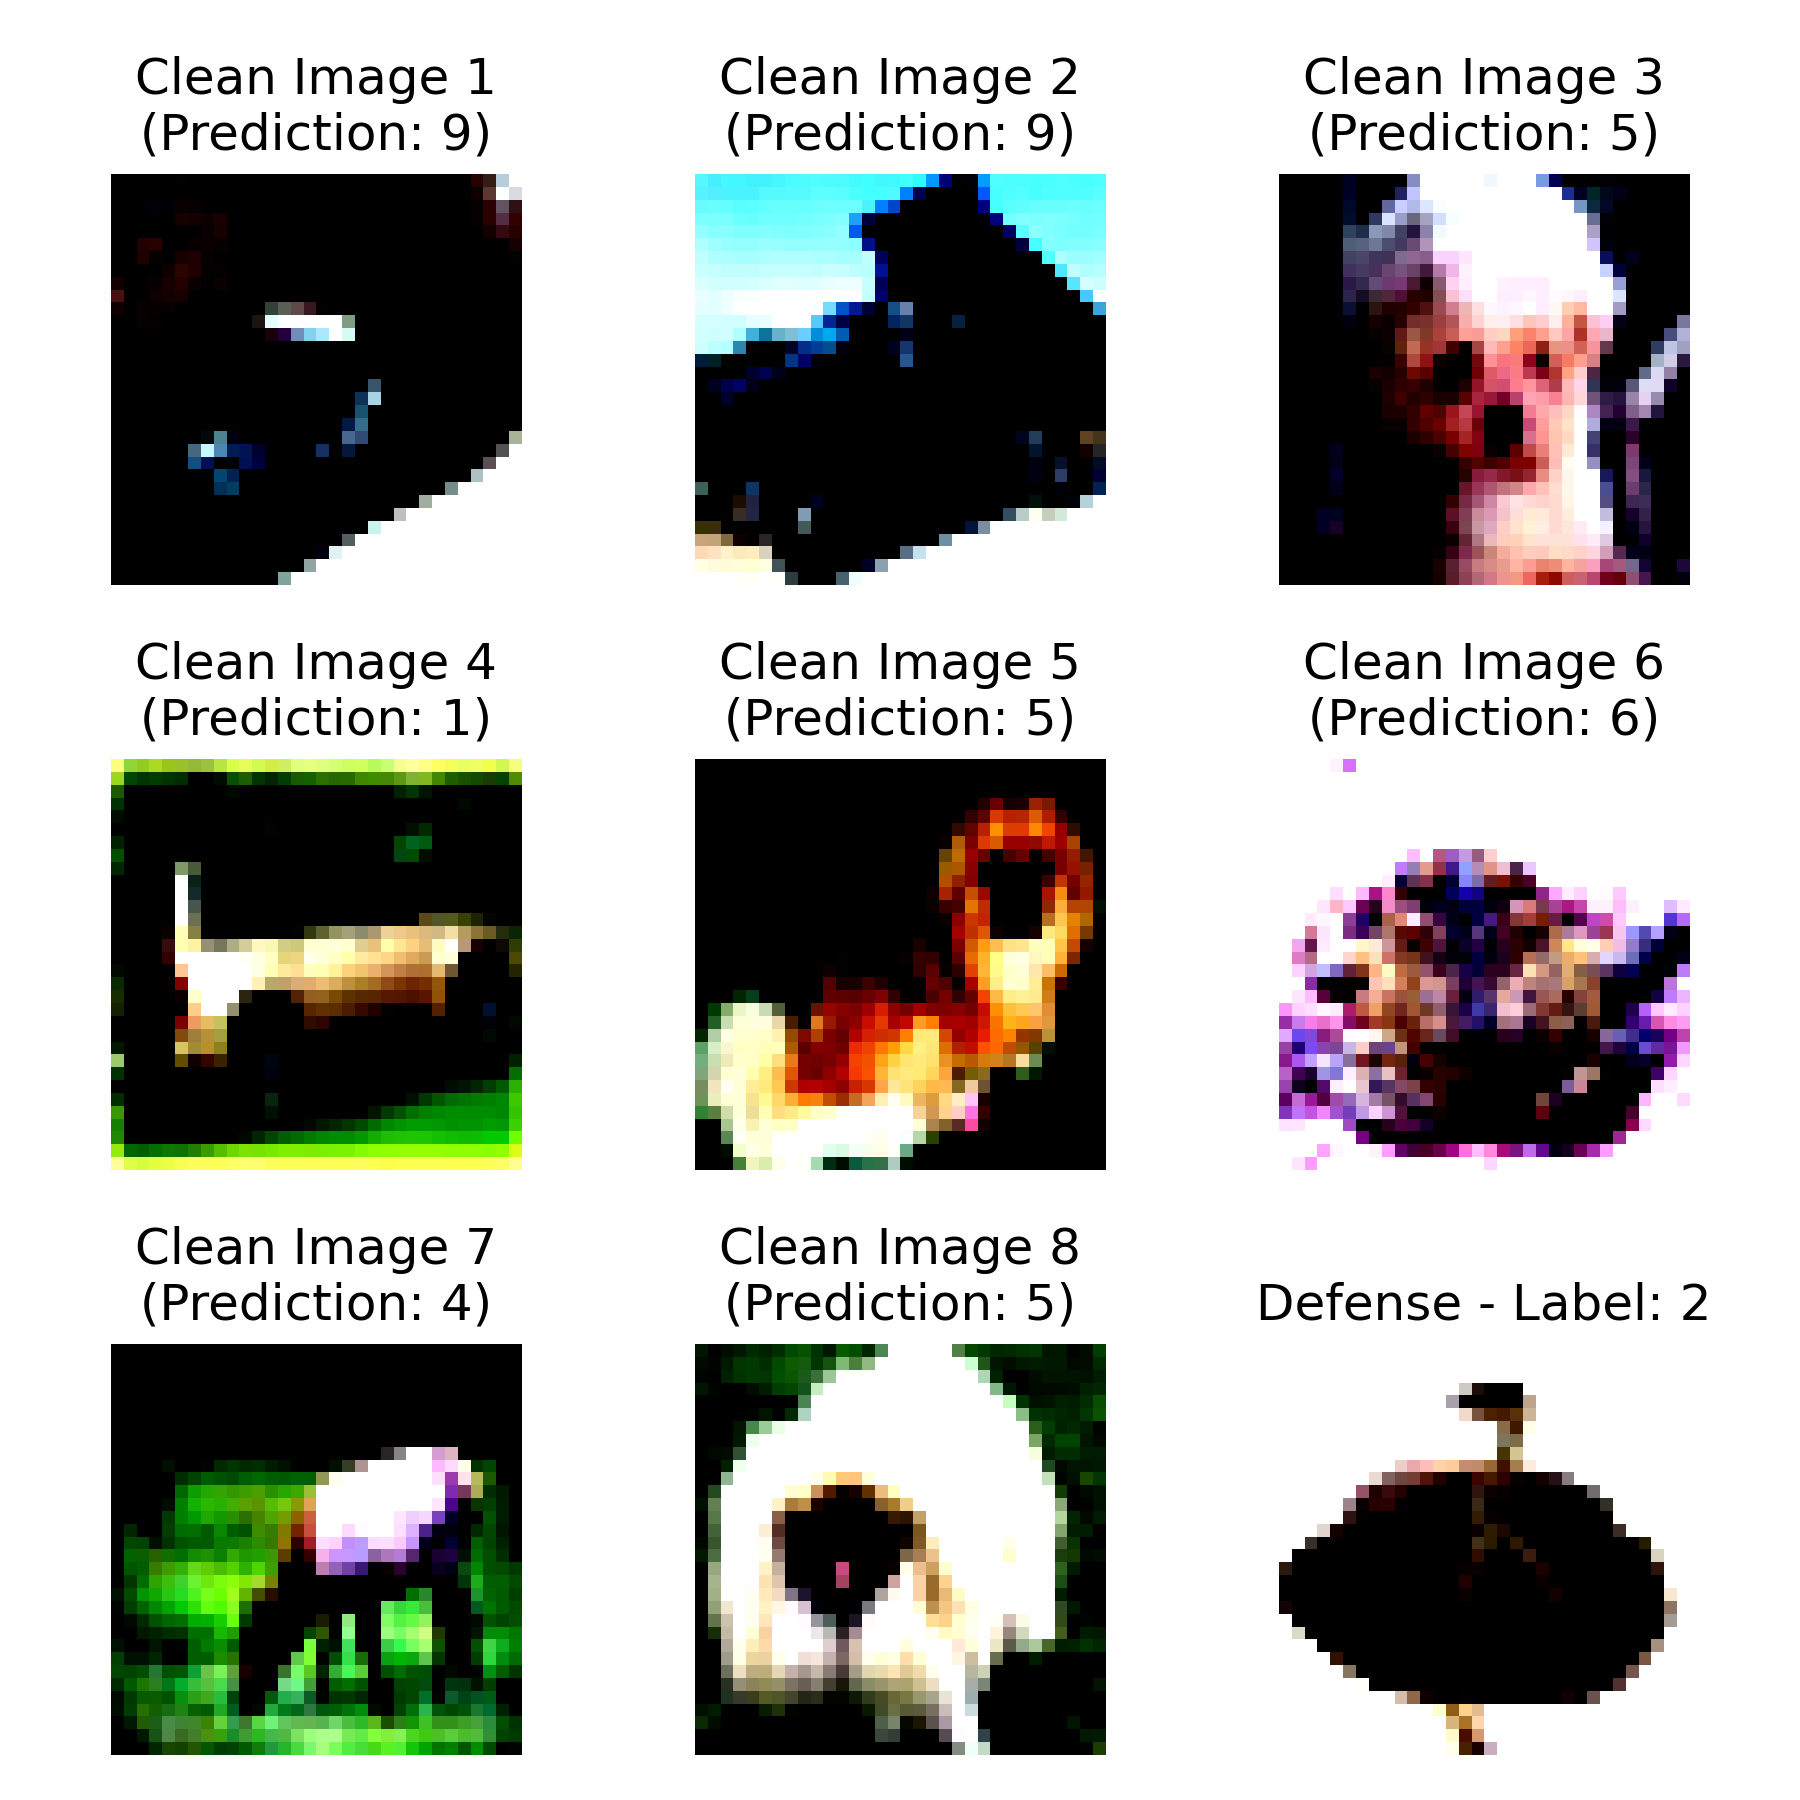 Clean Image 1
(Prediction: 9)
Clean Image 2
(Prediction: 9)
Clean Image 3
(Prediction: 5)
Clean Image 4
(Prediction: 1)
Clean Image 5
(Prediction: 5)
Clean Image 6
(Prediction: 6)
Clean Image 7
(Prediction: 4)
Clean Image 8
(Prediction: 5)
Defense - Label: 2